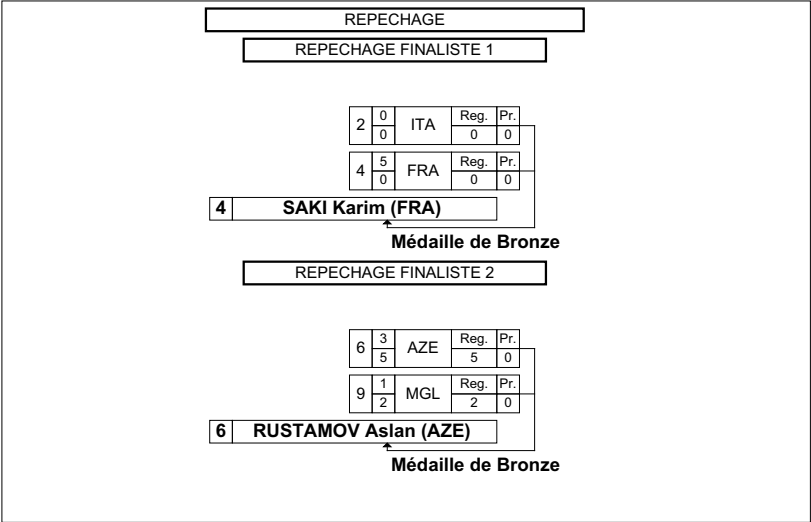 REPECHAGE
REPECHAGE FINALISTE 1
2 0 ITA Reg. Pr.
0 0 0
4 5 FRA Reg. Pr.
0 0 0
4 SAKI Karim (FRA)
Médaille de Bronze
REPECHAGE FINALISTE 2
6 3 AZE Reg. Pr.
5 5 0
9 1 MGL Reg. Pr.
2 2 0
6 RUSTAMOV Aslan (AZE)
Médaille de Bronze